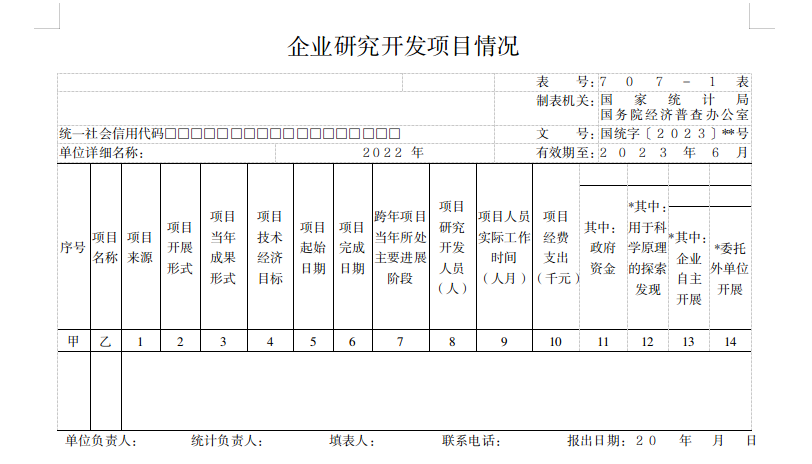 企业研究开发项目情况
表 号:707-1表
制表机关:国家统计局
国务院经济普查办公室
统一社会信用代码□□□□□□□□□□□□□□□□□□ 文 号:国统字〔2023〕**号
单位详细名称: 2022 年 有效期至:2023年6月
序号
项目
名称
项目
来源
项目
开展
形式
项目
当年
成果
形式
项目
技术
经济
目标
项目
起始
日期
项目
完成
日期
跨年项目
当年所处
主要进展
阶段
项目
研究
开发
人员
（人）
项目人员
实际工作
时间
（人月）
项目
经费
支出
（千元）
其中:
政府
资金
*其中:
用于科
学原理
的探索
发现
*其中:
企业
自主
开展
*委托
外单位
开展
甲 乙 1 2 3 4 5 6 7 8 9 10 11 12 13 14
单位负责人: 统计负责人: 填表人: 联系电话: 报出日期:20 年 月 日